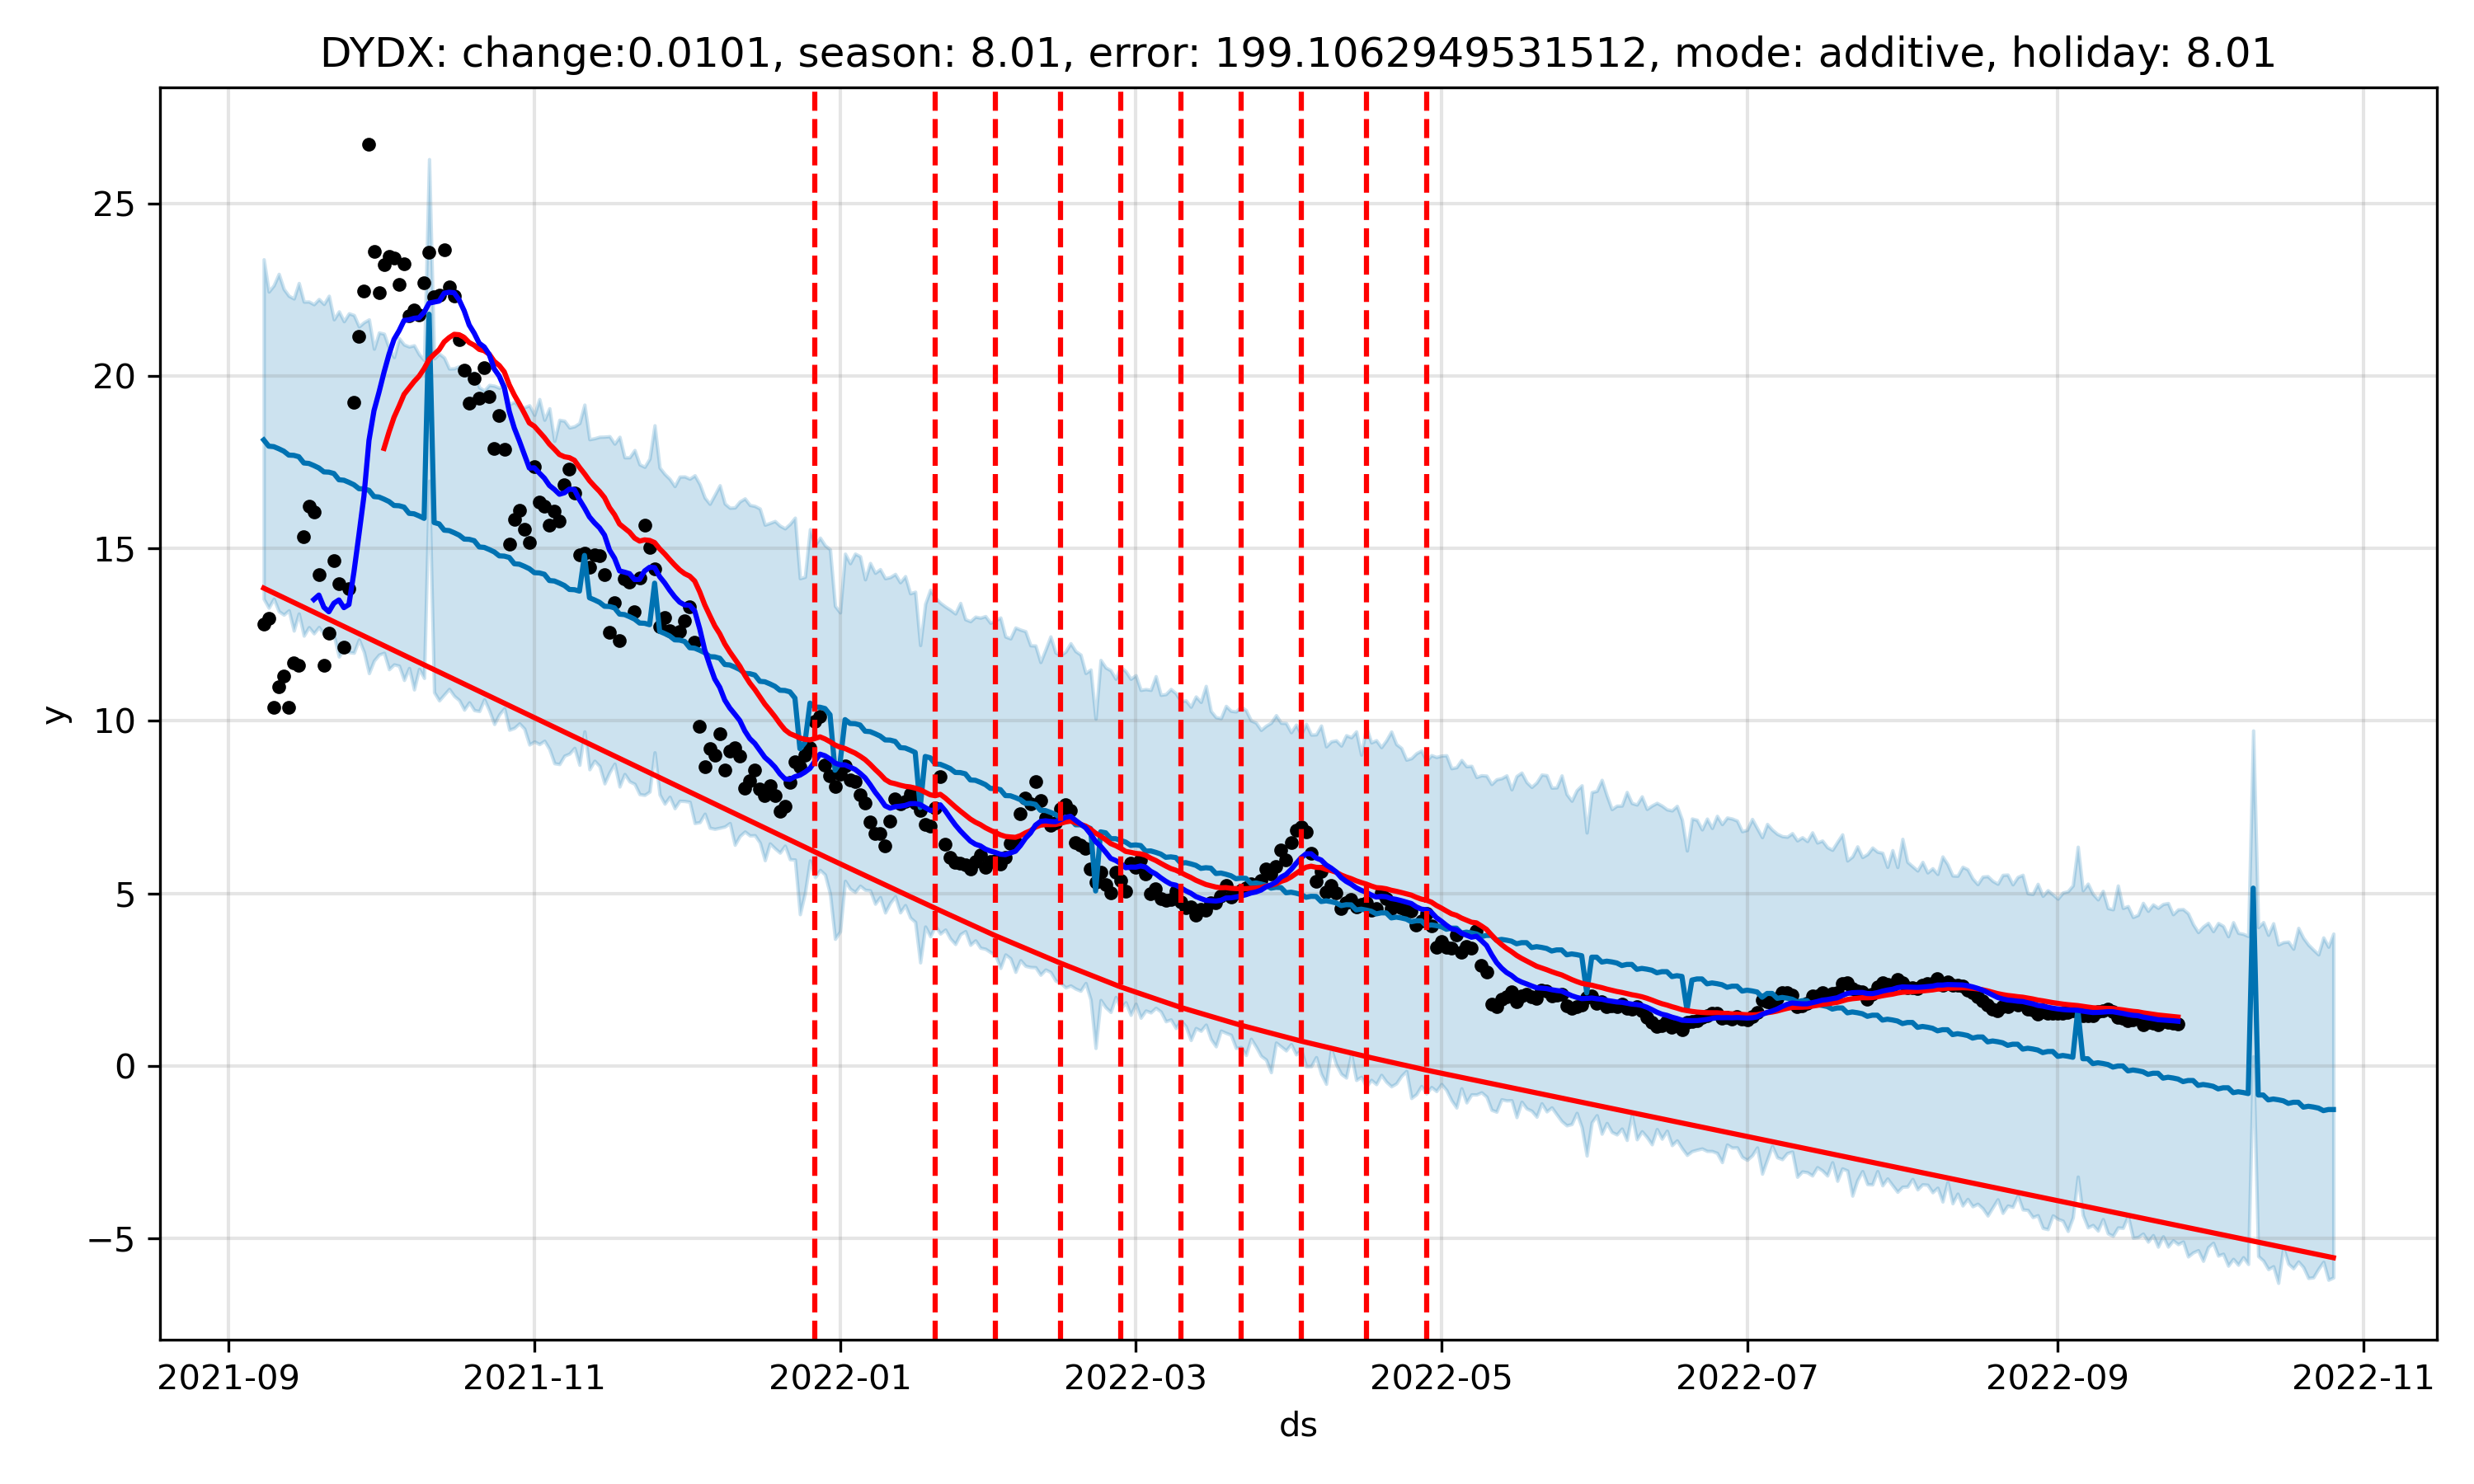 DYDX: change:0.0101, season: 8.01, error: 199.1062949531512, mode: additive, holiday: 8.01
y
25
20
15
10
5
0
−5
2021-09 2021-11 2022-01 2022-03 2022-05 2022-07 2022-09 2022-11
ds